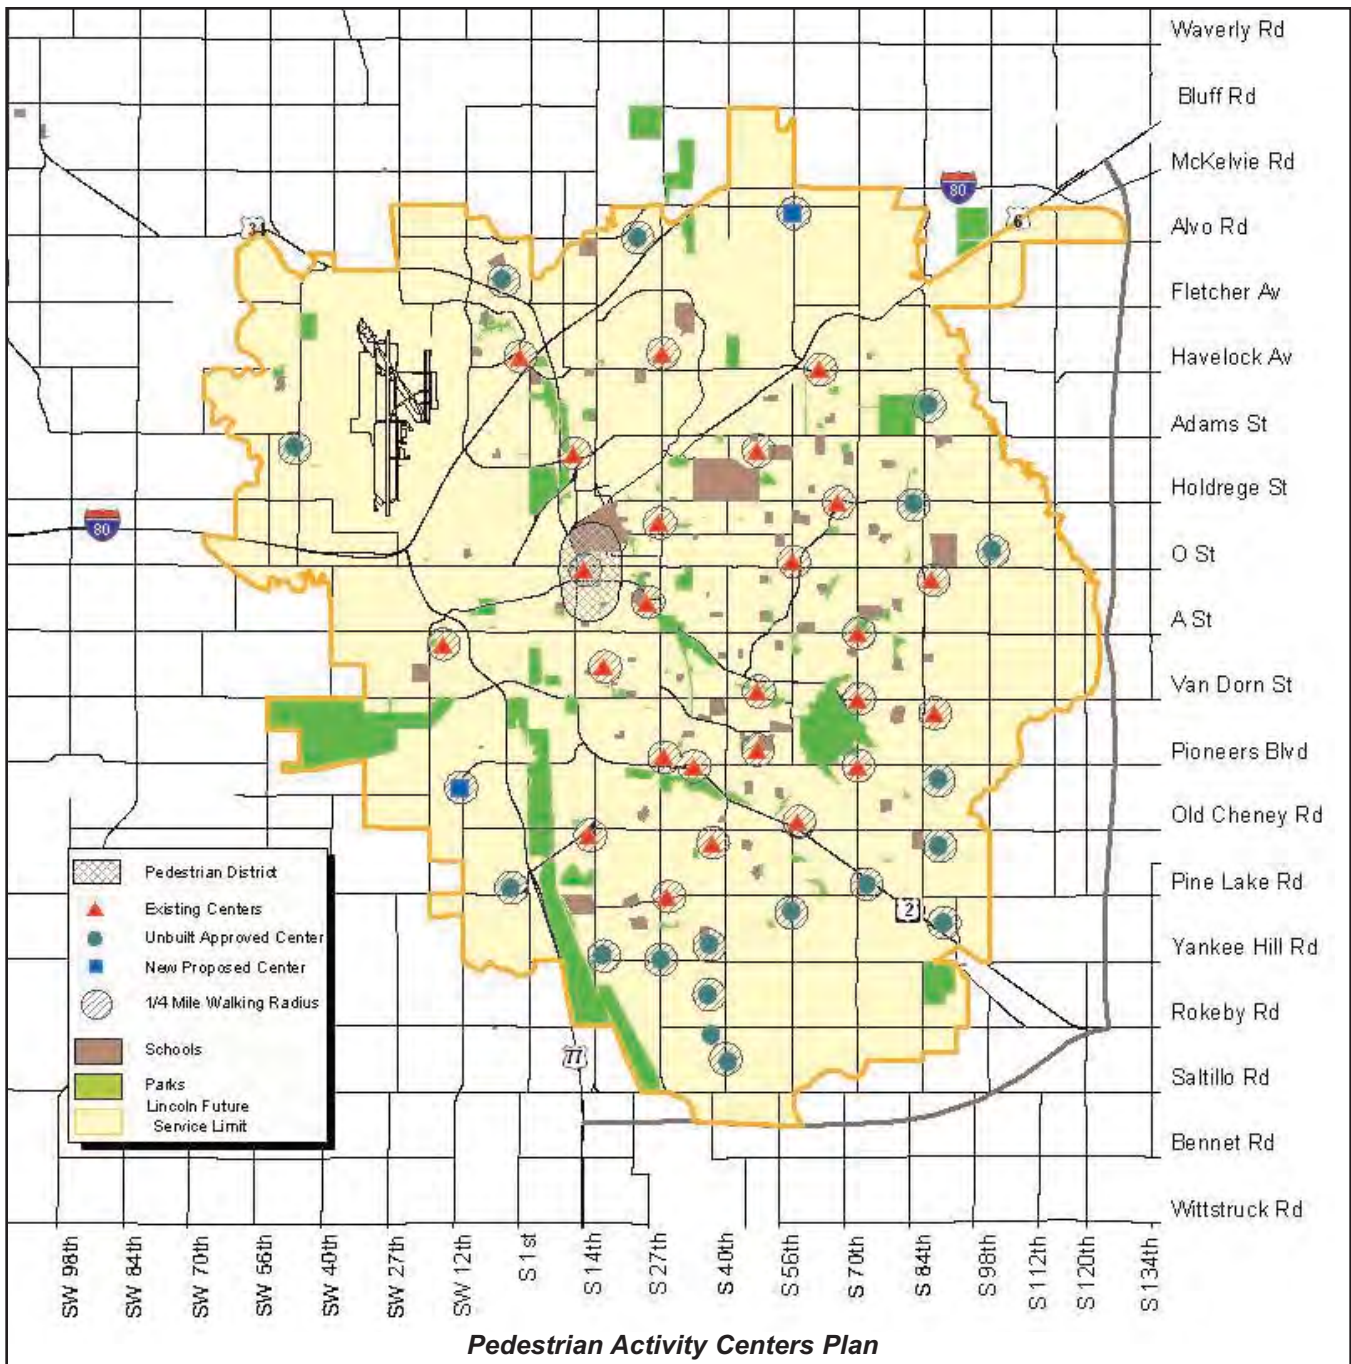 Waverly Rd
Bluff Rd
McKelvie Rd
80
6
34
Alvo Rd
Fletcher Av
Havelock Av
Adams St
Holdrege St
80
O St
A St
Van Dorn St
Pioneers Blvd
Old Cheney Rd
Pine Lake Rd
2
Yankee Hill Rd
Rokeby Rd
77
Saltillo Rd
Bennet Rd
Wittstruck Rd
Pedestrian District
Existing Centers
Unbuilt Approved Center
New Proposed Center
1/4 Mile Walking Radius
Schools
Parks
Lincoln Future
Service Limit
SW 98th
SW 84th
SW 70th
SW 56th
SW 40th
SW 27th
SW 12th
S 1st
S 14th
S 27th
S 40th
S 56th
S 70th
S 84th
S 98th
S 112th
S 120th
S 134th
Pedestrian Activity Centers Plan